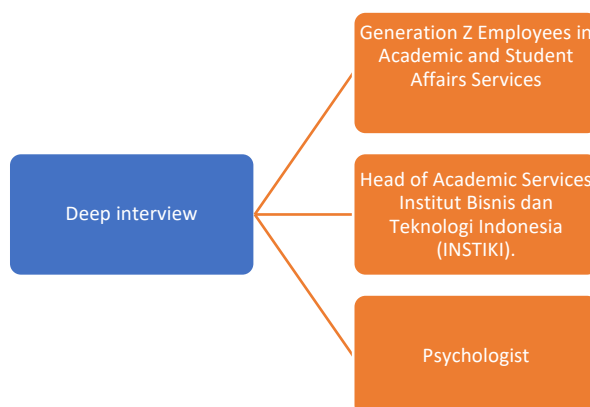 Generation Z Employees in
Academic and Student
Affairs Services
Deep interview
Head of Academic Services
Institut Bisnis dan
Teknologi Indonesia
(INSTIKI).
Psychologist